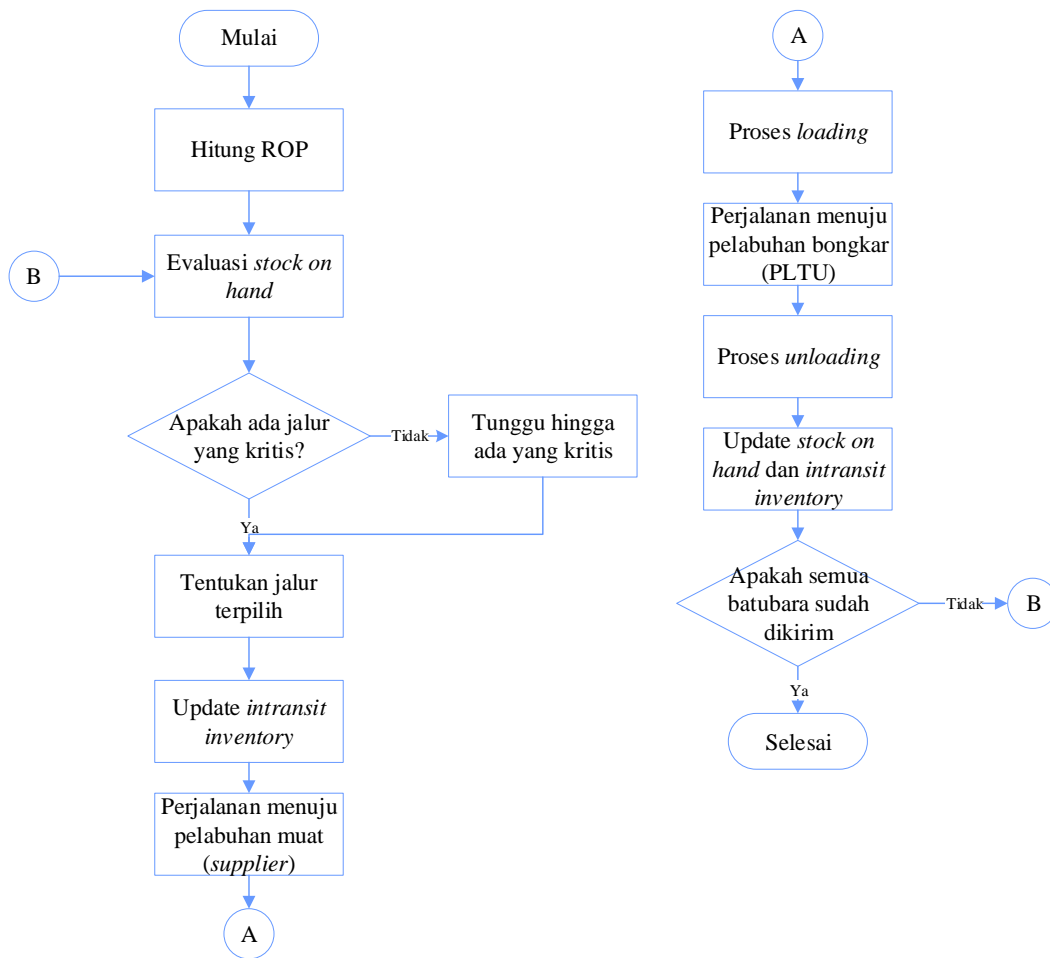 Mulai
Hitung ROP
B
Evaluasi stock on
hand
Apakah ada jalur
yang kritis?
Tidak
Tunggu hingga
ada yang kritis
Ya
Tentukan jalur
terpilih
Update intransit
inventory
Perjalanan menuju
pelabuhan muat
(supplier)
A
A
Proses loading
Perjalanan menuju
pelabuhan bongkar
(PLTU)
Proses unloading
Update stock on
hand dan intransit
inventory
Apakah semua
batubara sudah
dikirim
Tidak
B
Ya
Selesai